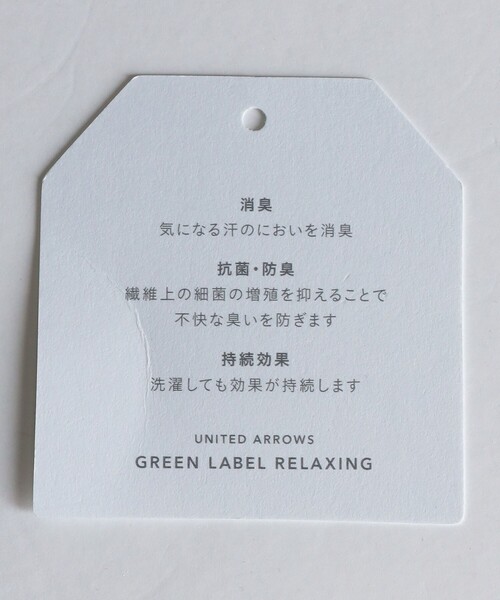 消臭
気になる汗のにおいを消臭
抗菌・防臭
繊維上の細菌の増殖を抑えることで
不快な臭いを防ぎます
持続効果
洗濯しても効果が持続します
UNITED ARROWS
GREEN LABEL RELAXING